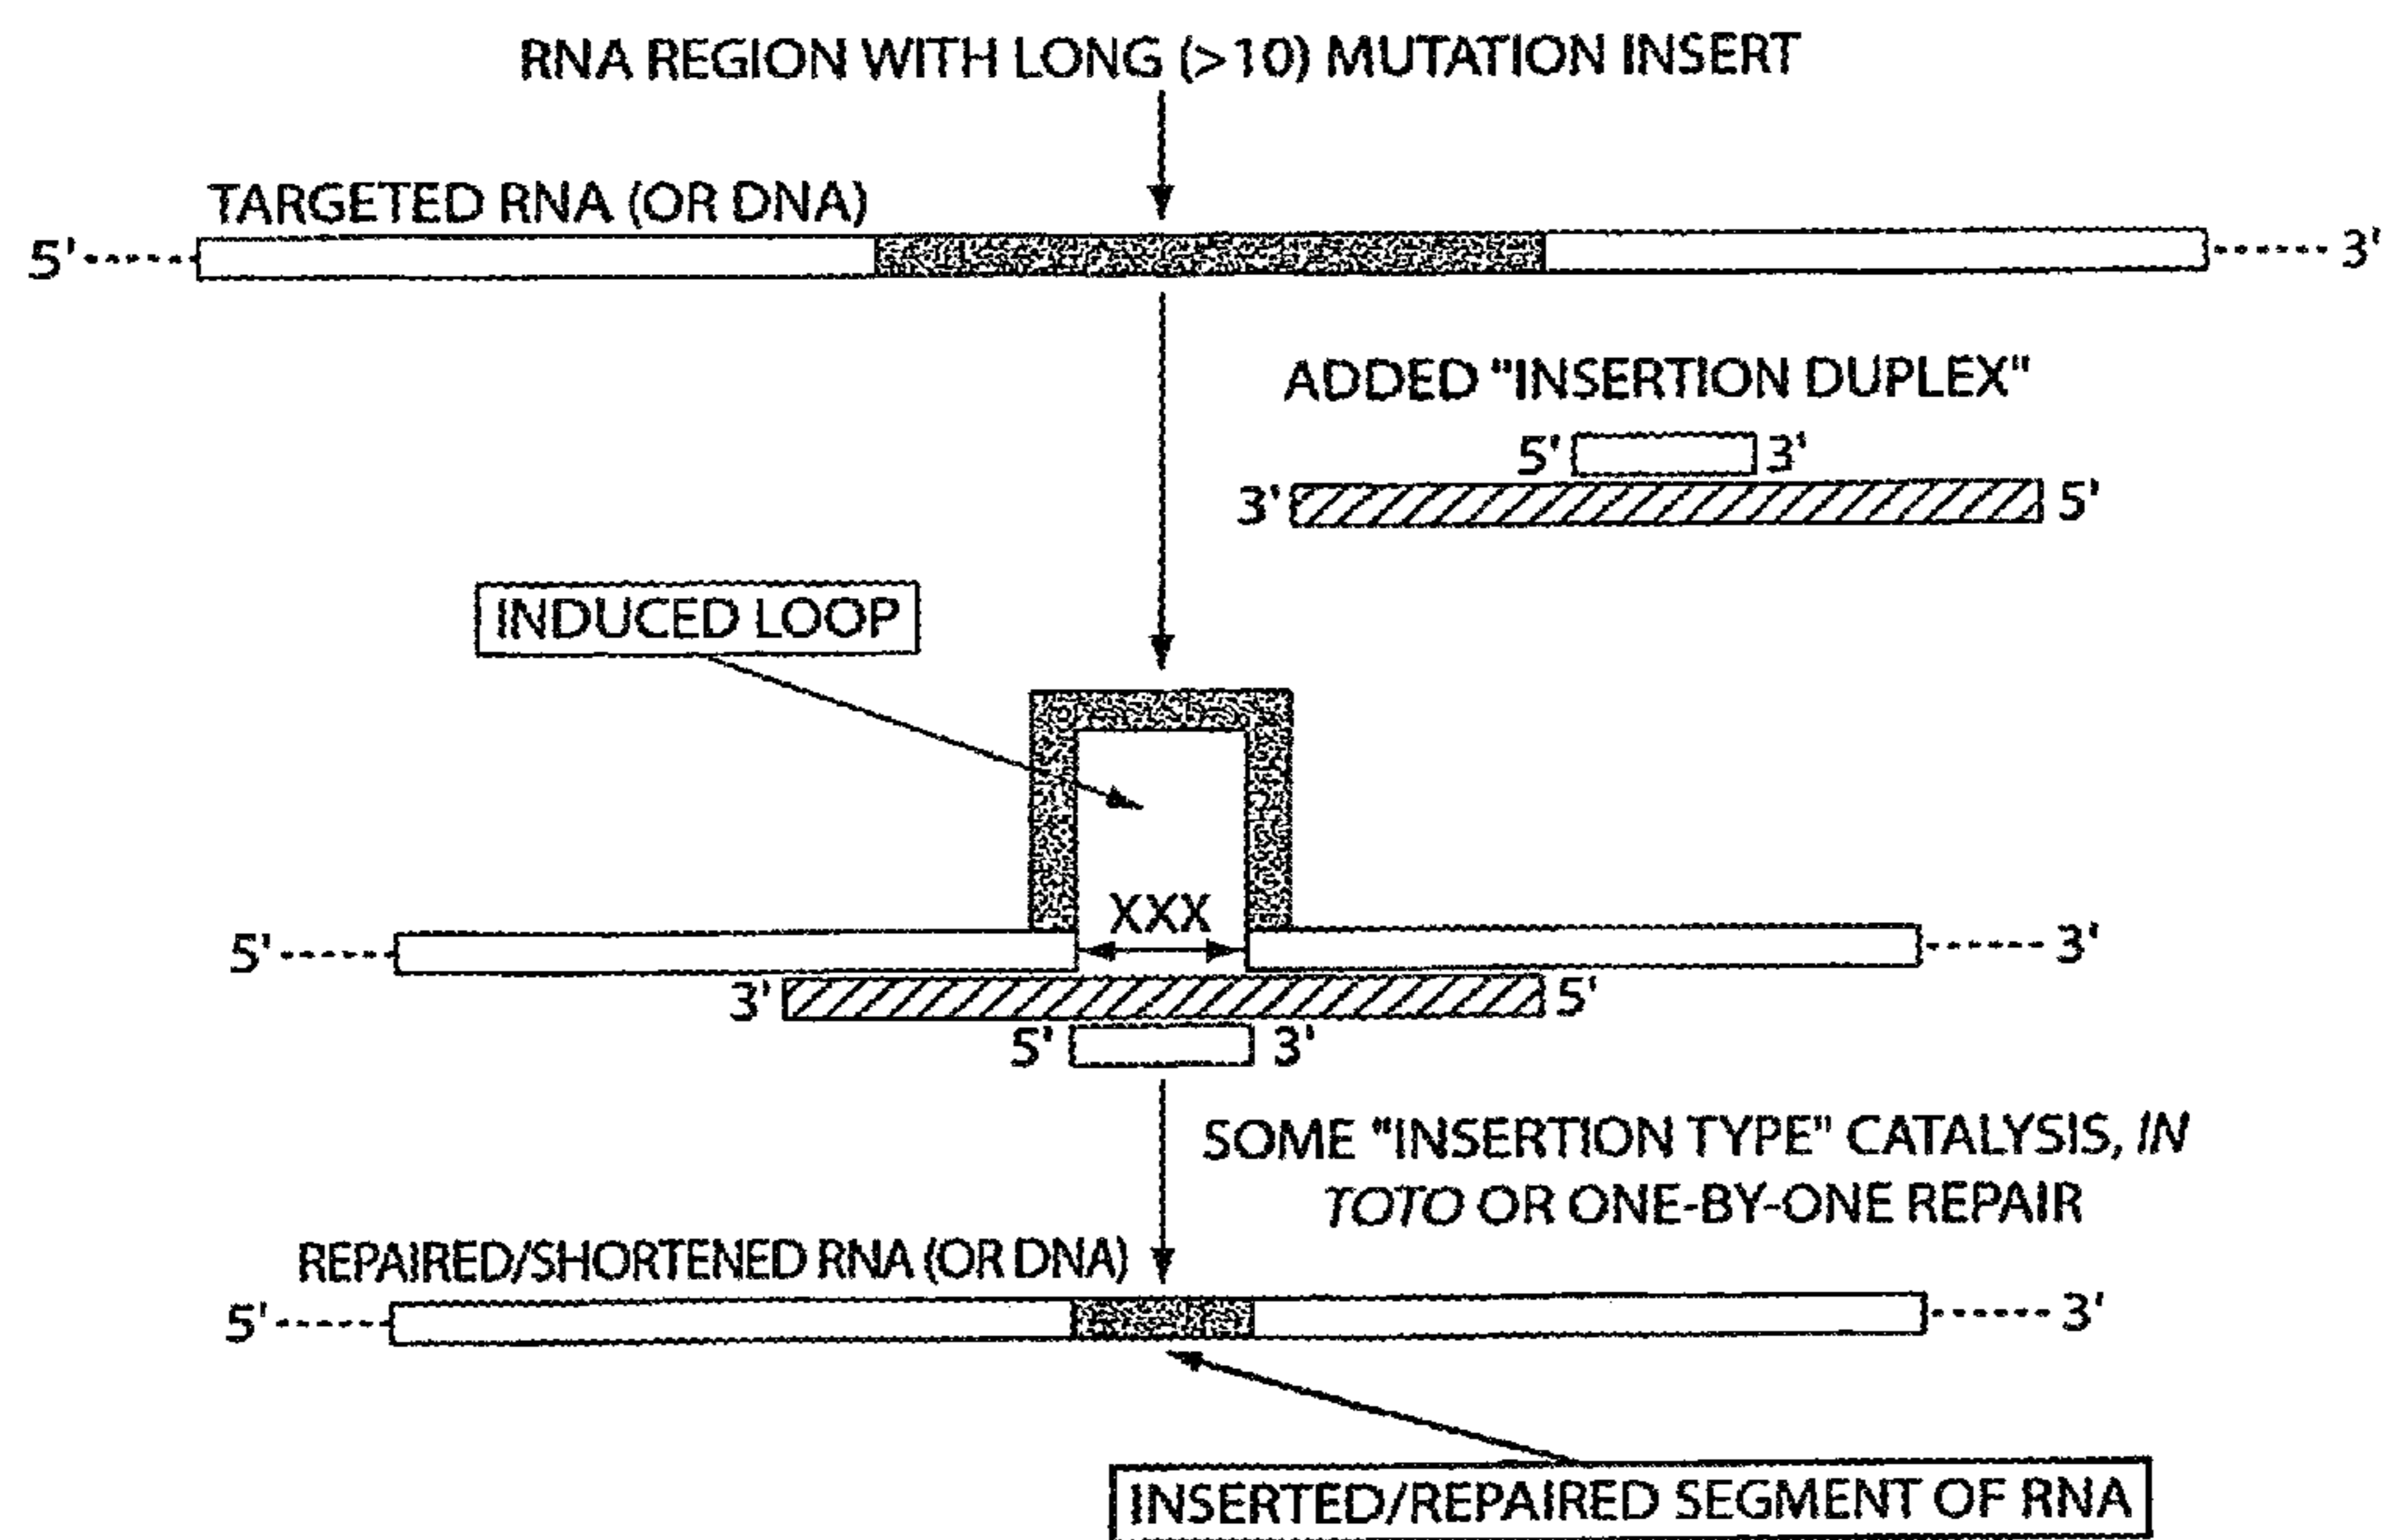 RNA REGION WITH LONG (>10) MUTATION INSERT
TARGETED RNA (OR DNA)
5' 3'
ADDED "INSERTION DUPLEX"
5' 3'
3' 5'
INDUCED LOOP
XXX
5' 3'
3' 5'
5' 3'
SOME "INSERTION TYPE" CATALYSIS, IN
TOTO OR ONE-BY-ONE REPAIR
REPAIRED/SHORTENED RNA (OR DNA)
5' 3'
INSERTED/REPAIRED SEGMENT OF RNA